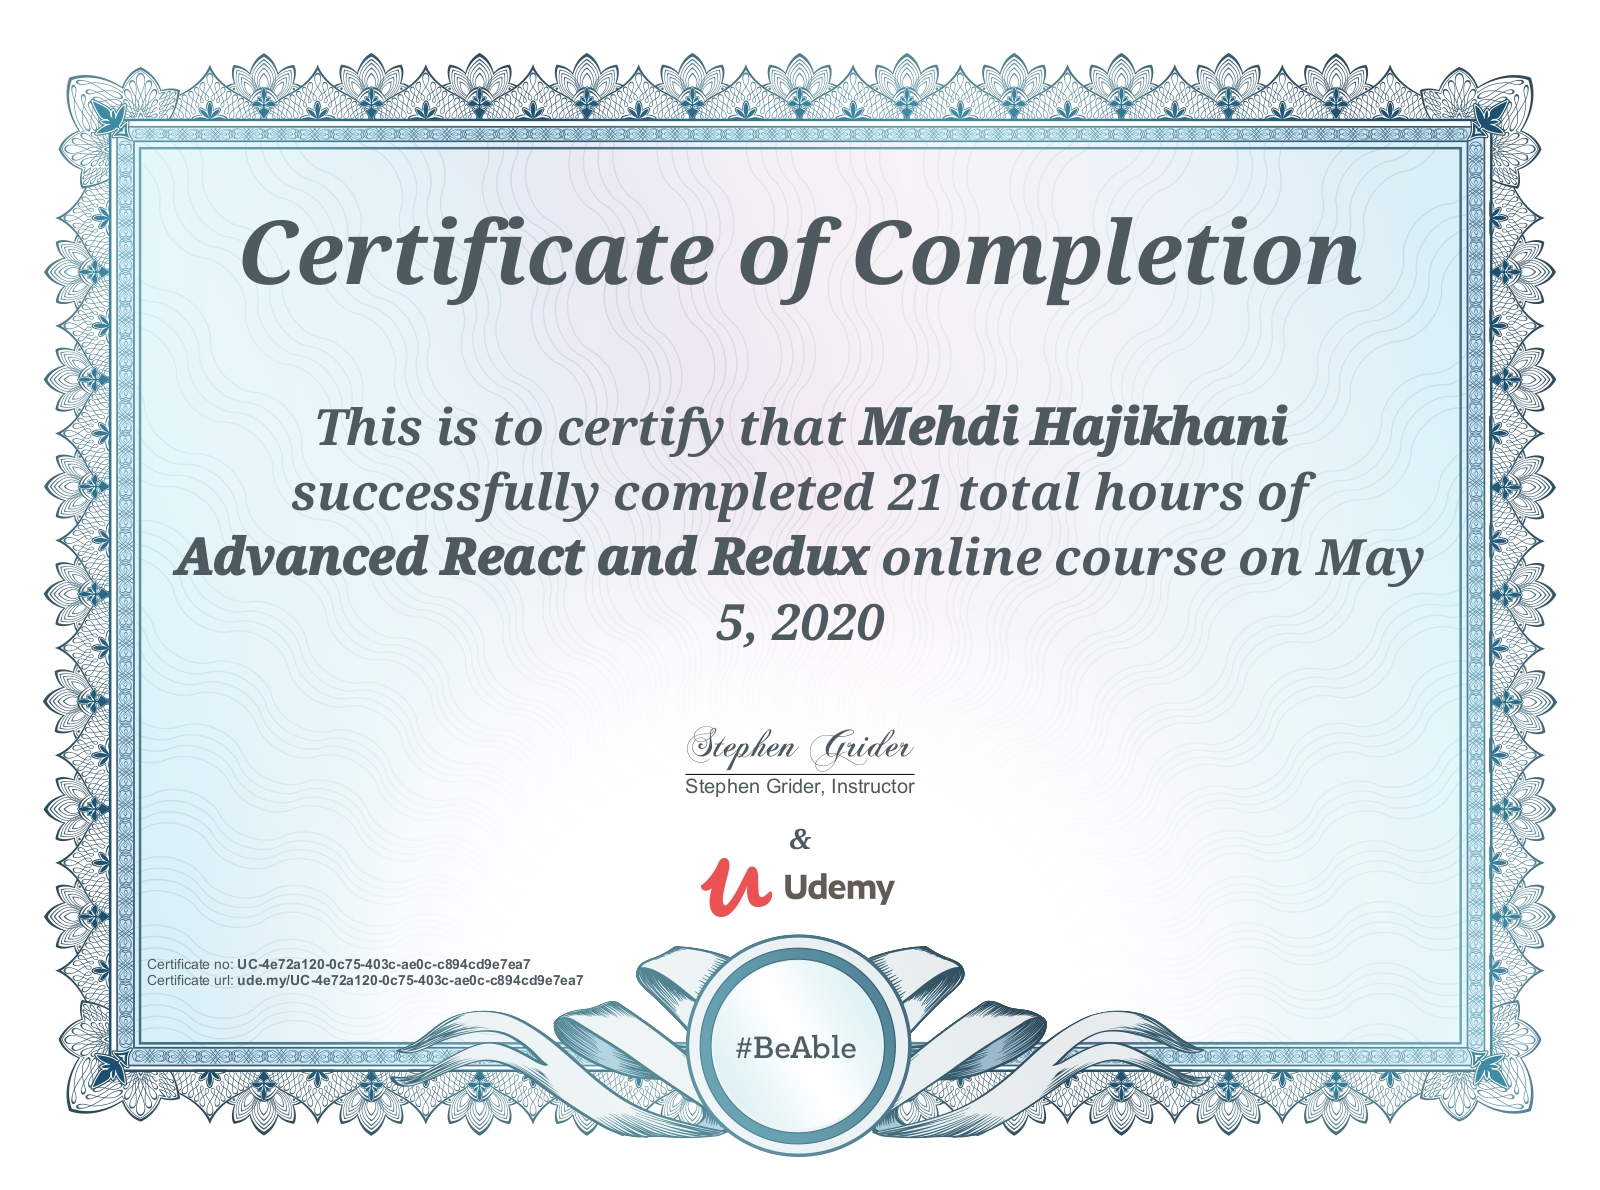 Certificate of Completion
This is to certify that Mehdi Hajikhani
successfully completed 21 total hours of
Advanced React and Redux online course on May
5, 2020
Stephen Grider
Stephen Grider, Instructor
&
Udemy
Certificate no: UC-4e72a120-0c75-403c-ae0c-c894cd9e7ea7
Certificate url: ude.my/UC-4e72a120-0c75-403c-ae0c-c894cd9e7ea7
#BeAble